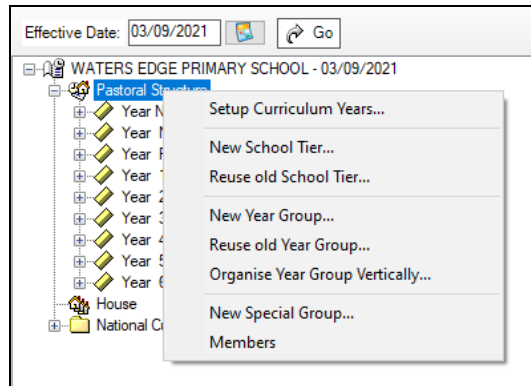 Effective Date: 03/09/2021 Go
WATERS EDGE PRIMARY SCHOOL - 03/09/2021
Pastoral Structure
Year N
Year N
Year F
Year 1
Year 2
Year 3
Year 4
Year 5
Year 6
House
National Cu
Setup Curriculum Years...
New School Tier...
Reuse old School Tier...
New Year Group...
Reuse old Year Group...
Organise Year Group Vertically...
New Special Group...
Members